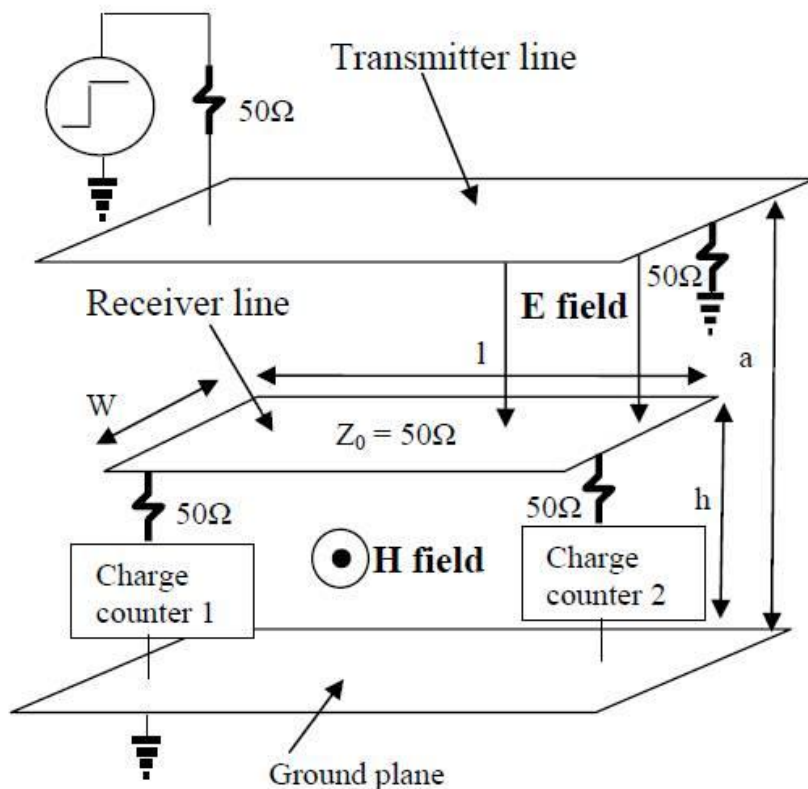 Transmitter line
50Ω
50Ω
E field
Receiver line
l
a
W
Z₀ = 50Ω
50Ω
50Ω
h
H field
Charge
counter 1
Charge
counter 2
Ground plane